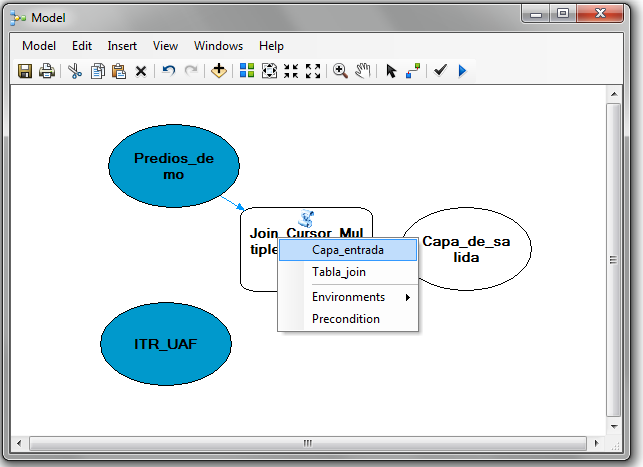 Model
Model Edit Insert View Windows Help
Predios_de
mo
Join_Cursor_Mul
tiple
Capa_entrada
Tabla_join
Environments
Precondition
Capa_de_sa
lida
ITR_UAF